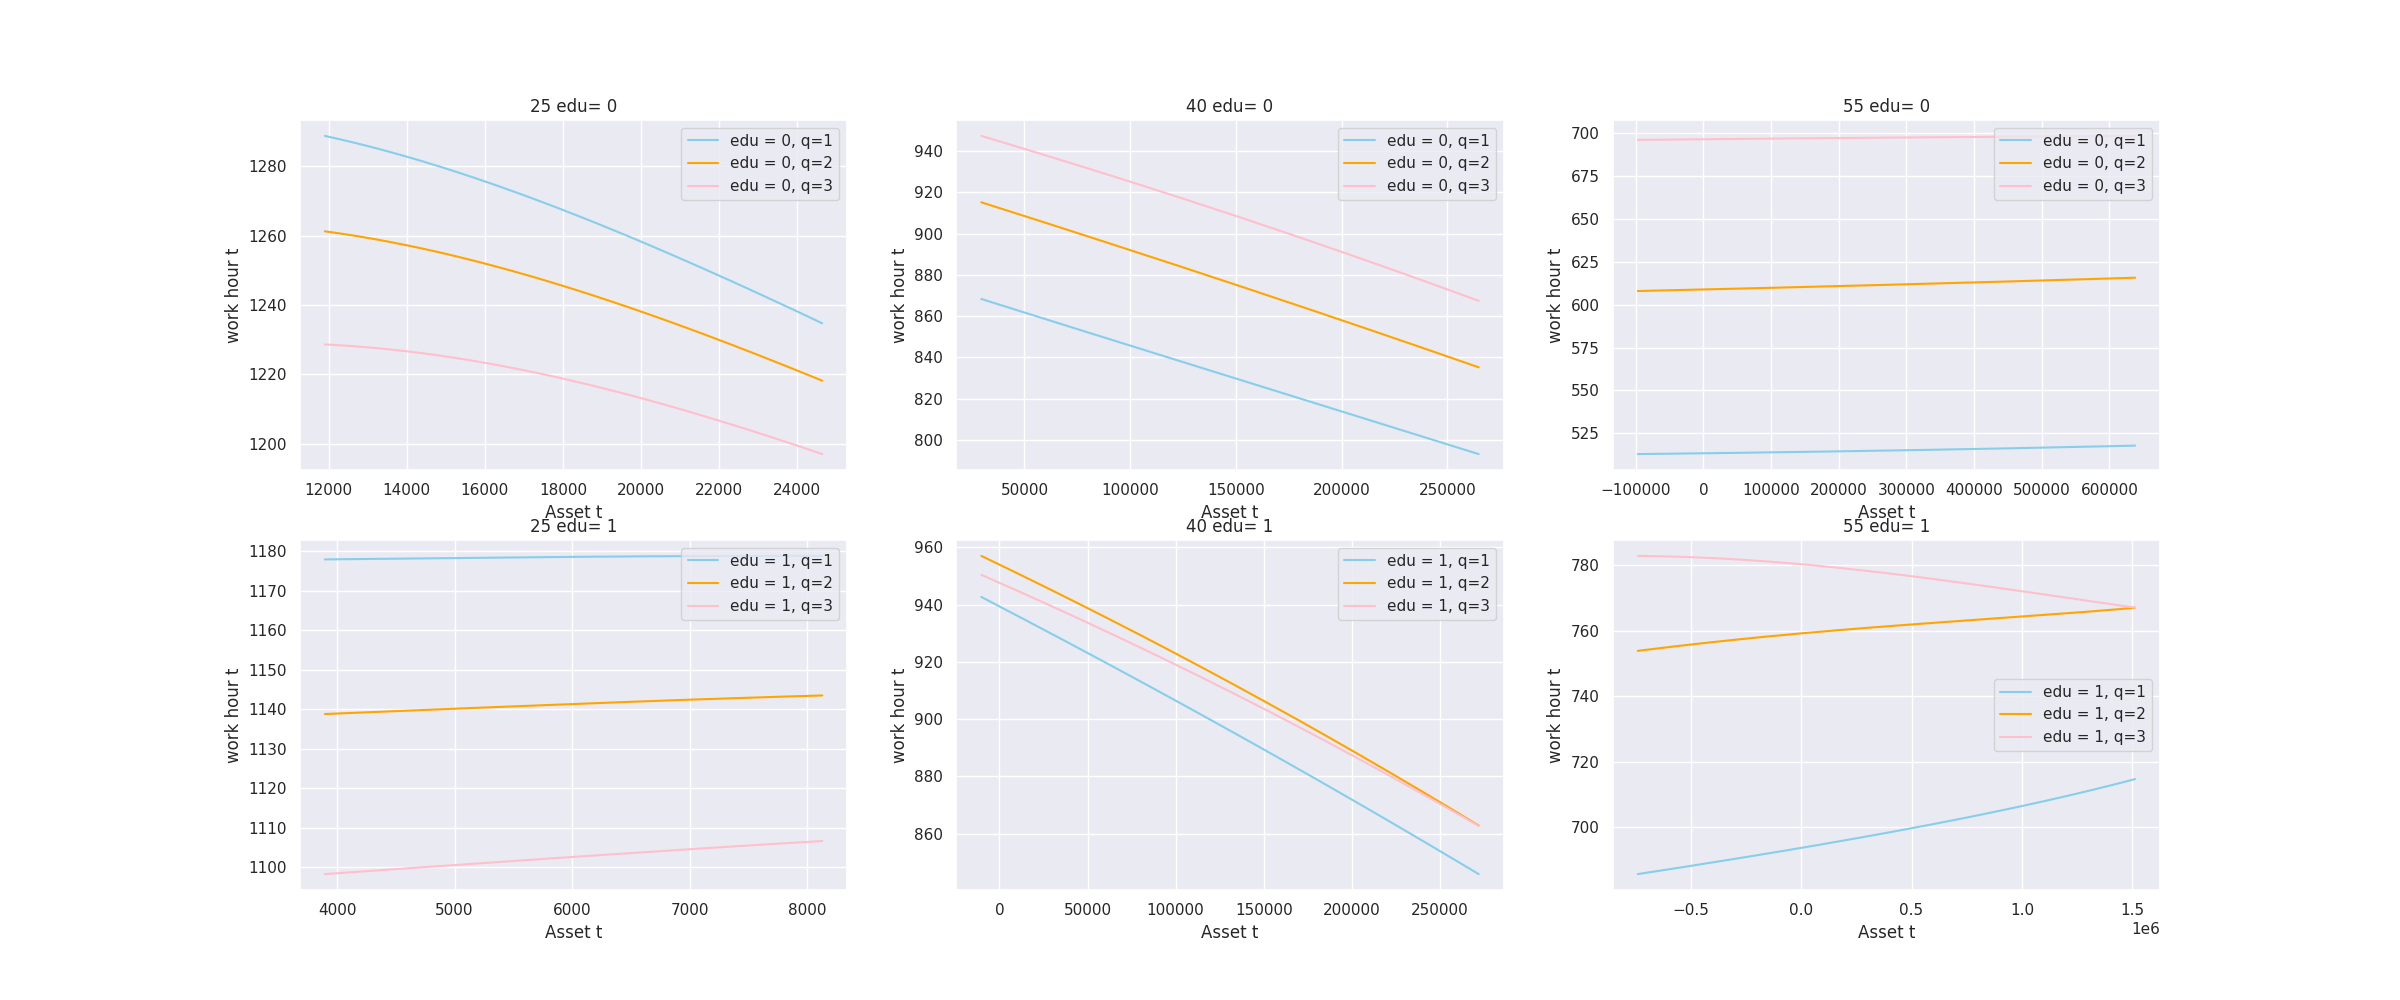 25 edu= 0
1280
1260
1240
1220
1200
work hour t
edu = 0, q=1
edu = 0, q=2
edu = 0, q=3
12000 14000 16000 18000 20000 22000 24000
Asset t
40 edu= 0
940
920
900
880
860
840
820
800
work hour t
edu = 0, q=1
edu = 0, q=2
edu = 0, q=3
50000 100000 150000 200000 250000
Asset t
55 edu= 0
700
675
650
625
600
575
550
525
work hour t
edu = 0, q=1
edu = 0, q=2
edu = 0, q=3
−100000 0 100000 200000 300000 400000 500000 600000
Asset t
25 edu= 1
1180
1170
1160
1150
1140
1130
1120
1110
1100
work hour t
edu = 1, q=1
edu = 1, q=2
edu = 1, q=3
4000 5000 6000 7000 8000
Asset t
40 edu= 1
960
940
920
900
880
860
work hour t
edu = 1, q=1
edu = 1, q=2
edu = 1, q=3
0 50000 100000 150000 200000 250000
Asset t
55 edu= 1
780
760
740
720
700
work hour t
edu = 1, q=1
edu = 1, q=2
edu = 1, q=3
−0.5 0.0 0.5 1.0 1.5
1e6
Asset t